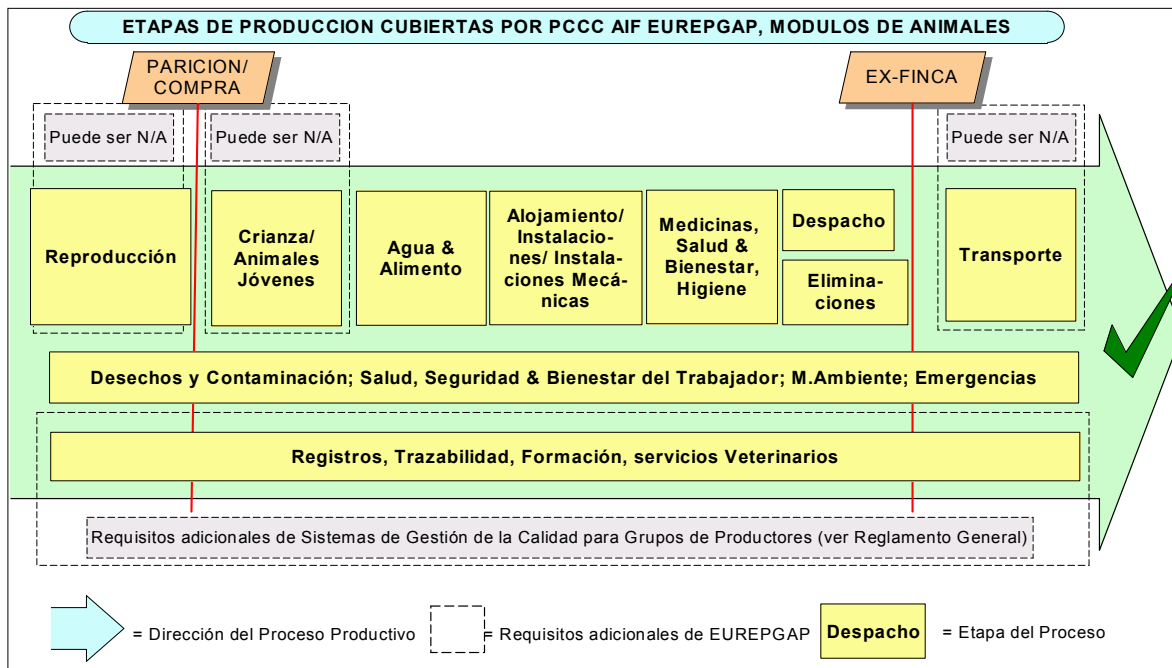 ETAPAS DE PRODUCCION CUBIERTAS POR PCCC AIF EUREPGAP, MODULOS DE ANIMALES
PARICION/
COMPRA
EX-FINCA
Puede ser N/A
Puede ser N/A
Puede ser N/A
Reproducción
Crianza/
Animales
Jóvenes
Agua &
Alimento
Alojamiento/
Instalacio-
nes/ Instala-
ciones Mecá-
nicas
Medicinas,
Salud &
Bienestar,
Higiene
Despacho
Elimina-
ciones
Transporte
Desechos y Contaminación; Salud, Seguridad & Bienestar del Trabajador; M.Ambiente; Emergencias
Registros, Trazabilidad, Formación, servicios Veterinarios
Requisitos adicionales de Sistemas de Gestión de la Calidad para Grupos de Productores (ver Reglamento General)
= Dirección del Proceso Productivo
= Requisitos adicionales de EUREPGAP
Despacho
= Etapa del Proceso